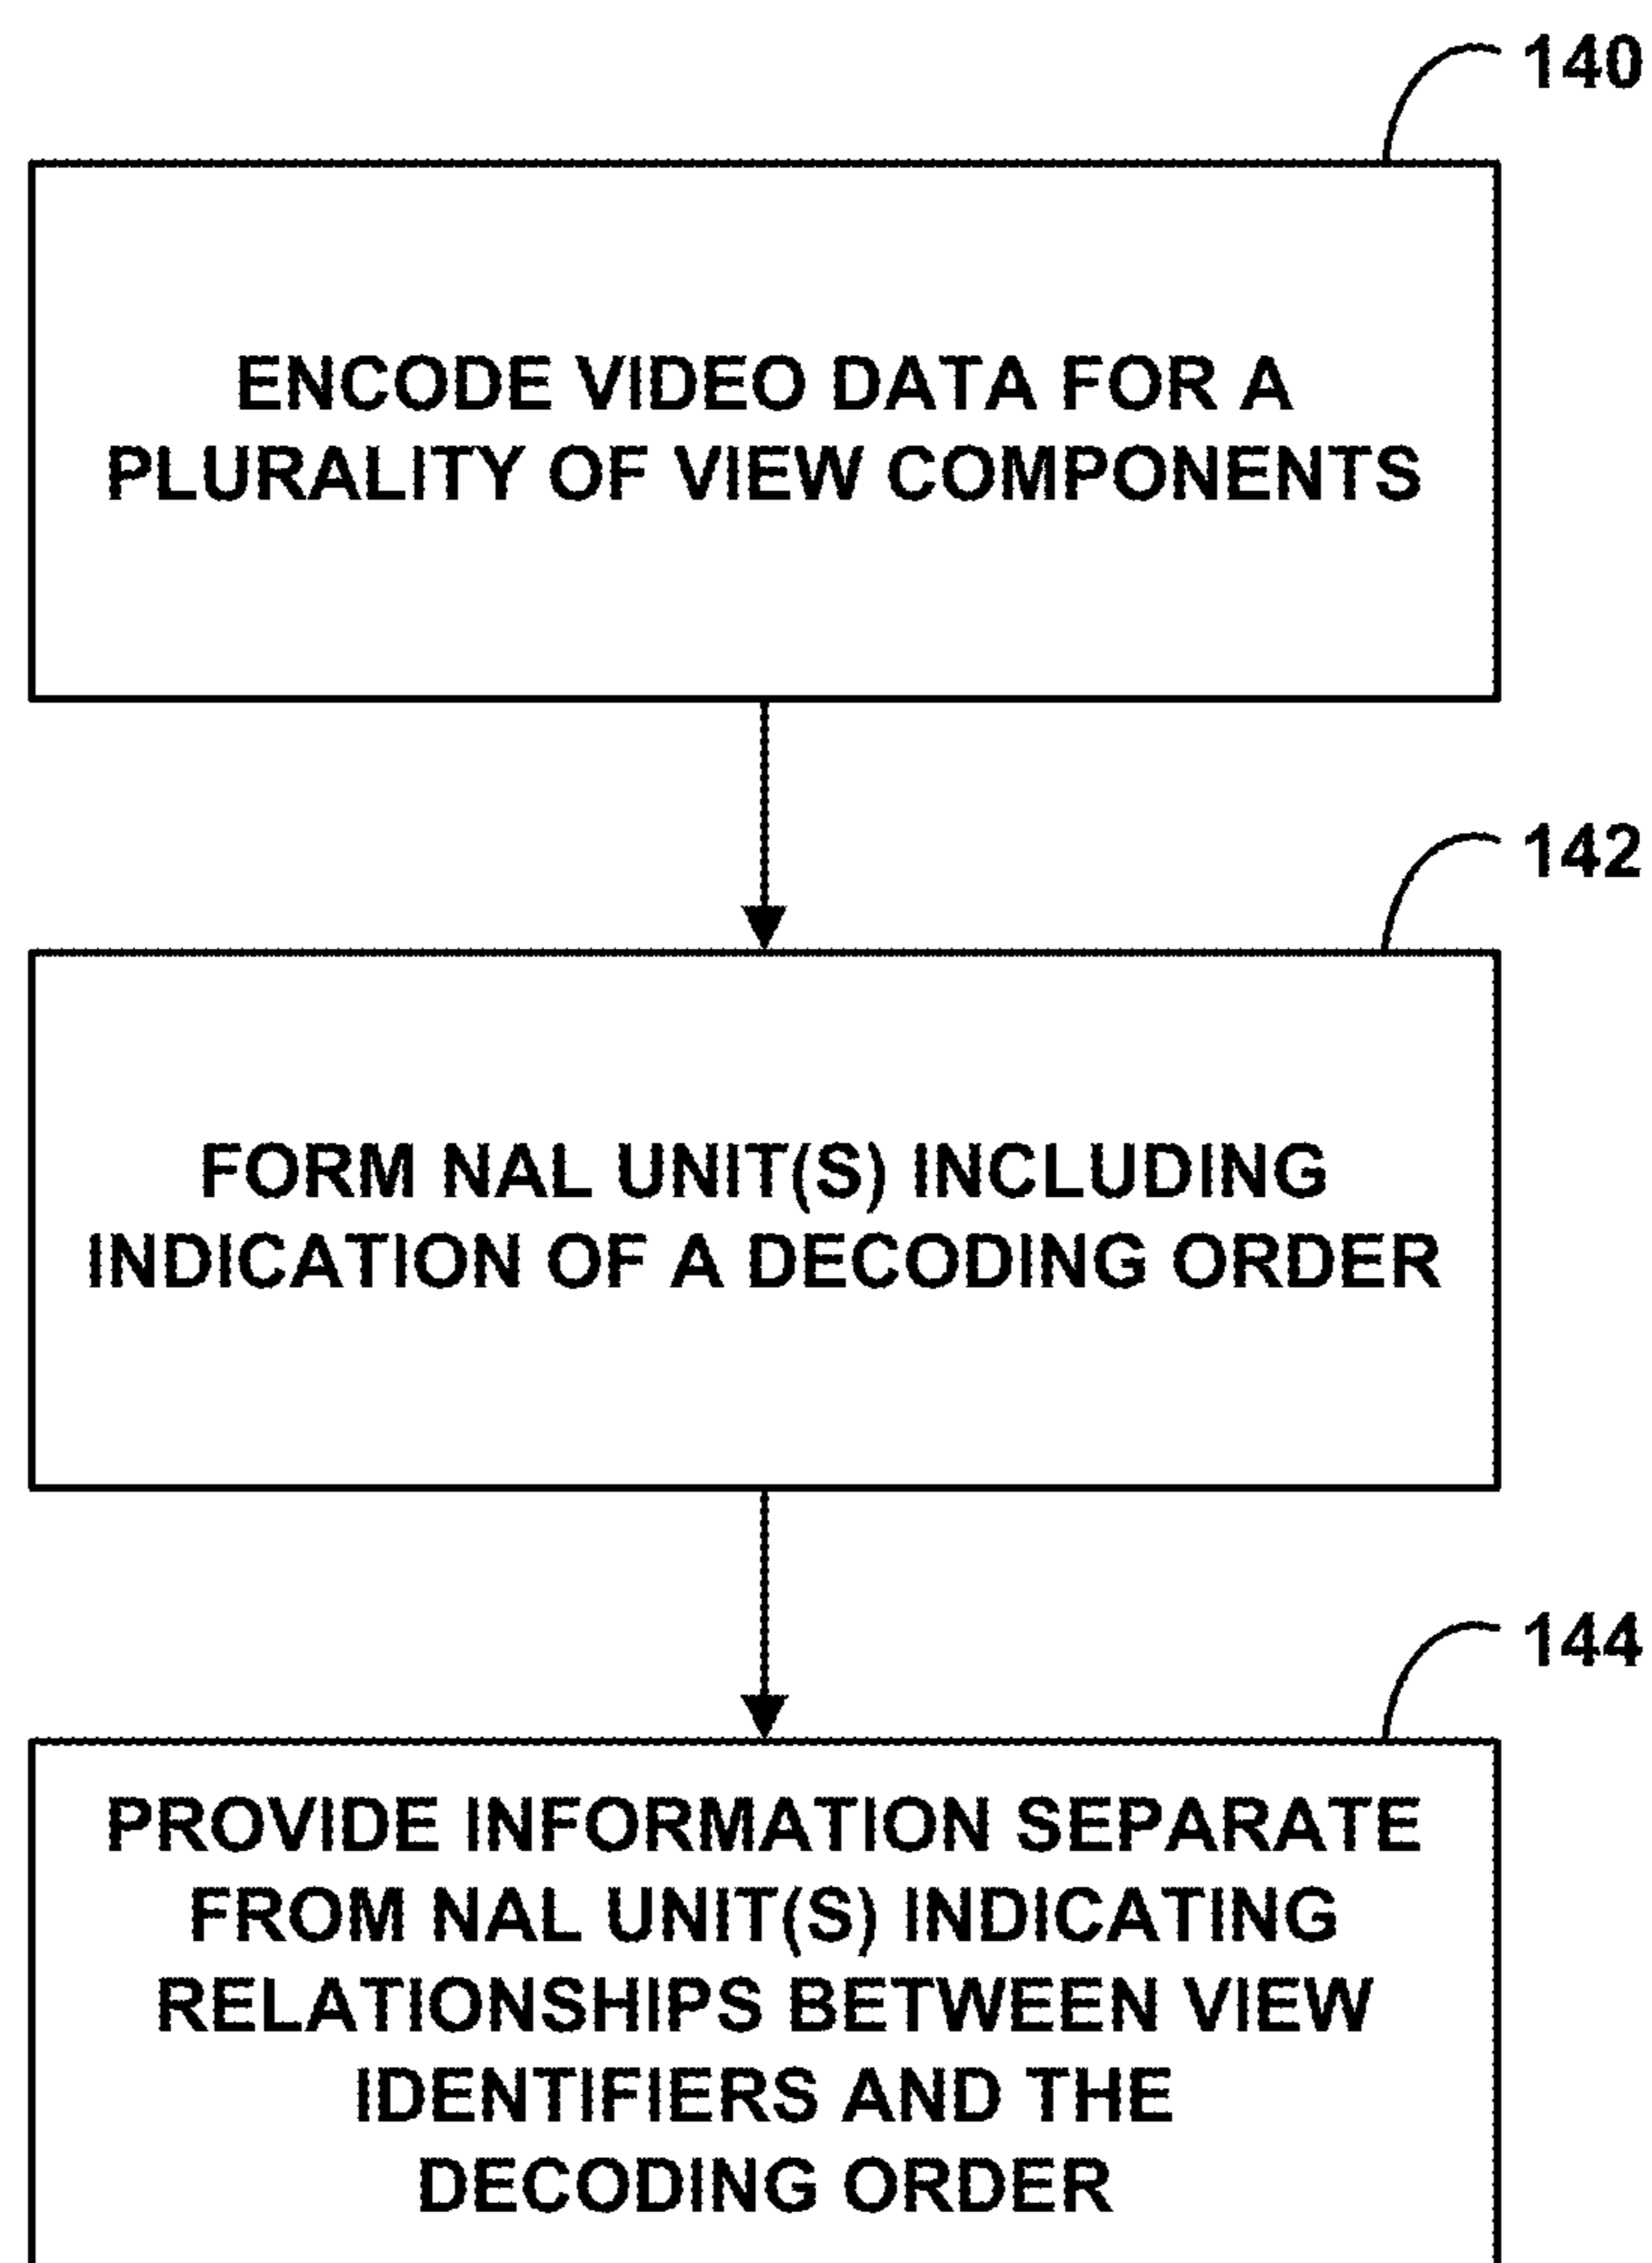 140
ENCODE VIDEO DATA FOR A
PLURALITY OF VIEW COMPONENTS
142
FORM NAL UNIT(S) INCLUDING
INDICATION OF A DECODING ORDER
144
PROVIDE INFORMATION SEPARATE
FROM NAL UNIT(S) INDICATING
RELATIONSHIPS BETWEEN VIEW
IDENTIFIERS AND THE
DECODING ORDER